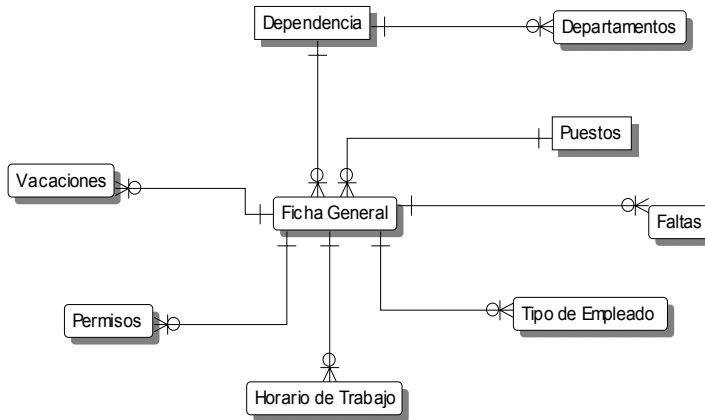 Dependencia
Departamentos
Puestos
Vacaciones
Ficha General
Faltas
Permisos
Tipo de Empleado
Horario de Trabajo